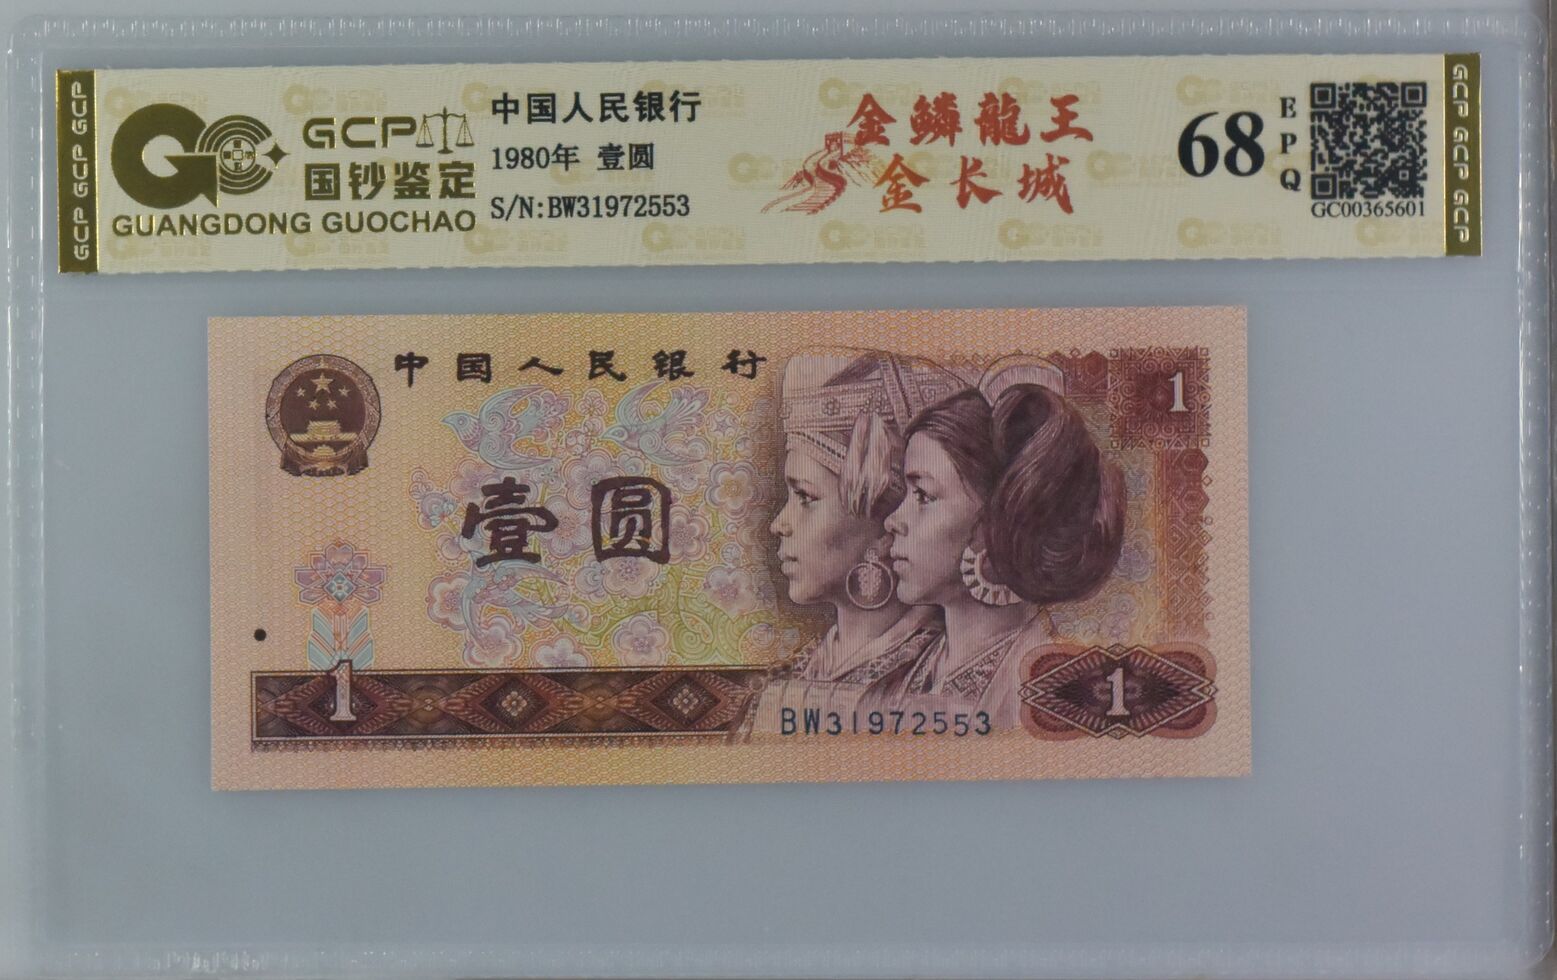 GCP GCP GCP
GCP
国钞鉴定
GUANGDONG GUOCHAO
中国人民银行
1980年 壹圆
S/N:BW31972553
金鳞龍王
金长城
68
EPQ
GC00365601
GCP GCP GCP
中国人民银行
1
壹圆
1
1
BW31972553